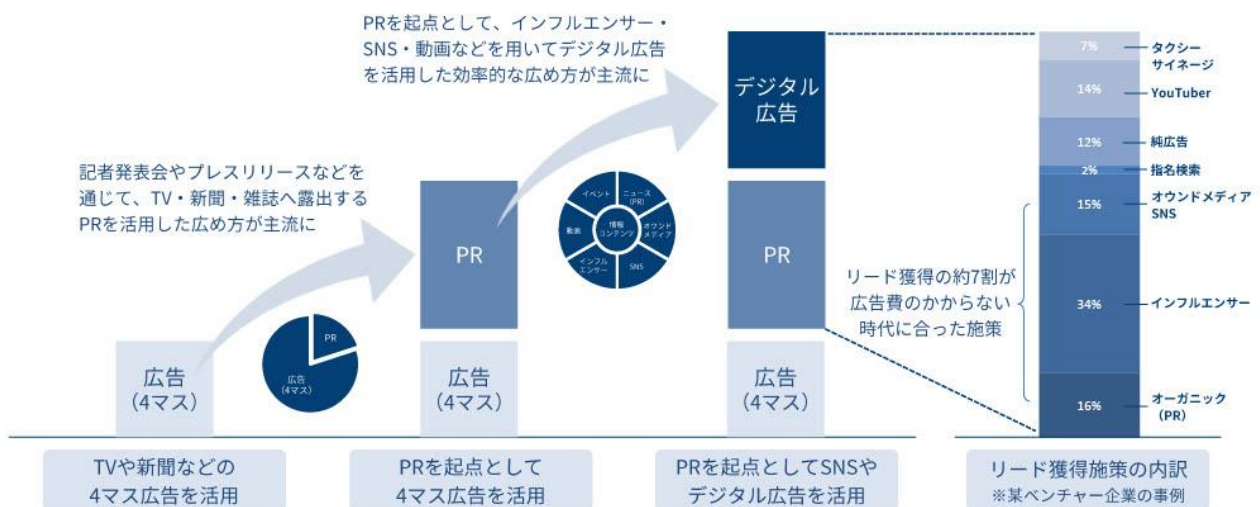 PRを起点として、インフルエンサー・
SNS・動画などを用いてデジタル広告
を活用した効率的な広め方が主流に
記者発表会やプレスリリースなどを
通じて、TV・新聞・雑誌へ露出する
PRを活用した広め方が主流に
広告
(4マス)
PR
広告
(4マス)
PR
広告
(4マス)
イベント
ニュース
(PR)
動画
情報
コンテンツ
オウンド
メディア
インフル
エンサー
SNS
デジタル
広告
PR
広告
(4マス)
リード獲得の約7割が
広告費のかからない
時代に合った施策
7%
タクシー
サイネージ
14%
YouTuber
12%
純広告
2%
指名検索
15%
オウンドメディア
SNS
34%
インフルエンサー
16%
オーガニック
(PR)
TVや新聞などの
4マス広告を活用
PRを起点として
4マス広告を活用
PRを起点としてSNSや
デジタル広告を活用
リード獲得施策の内訳
※某ベンチャー企業の事例